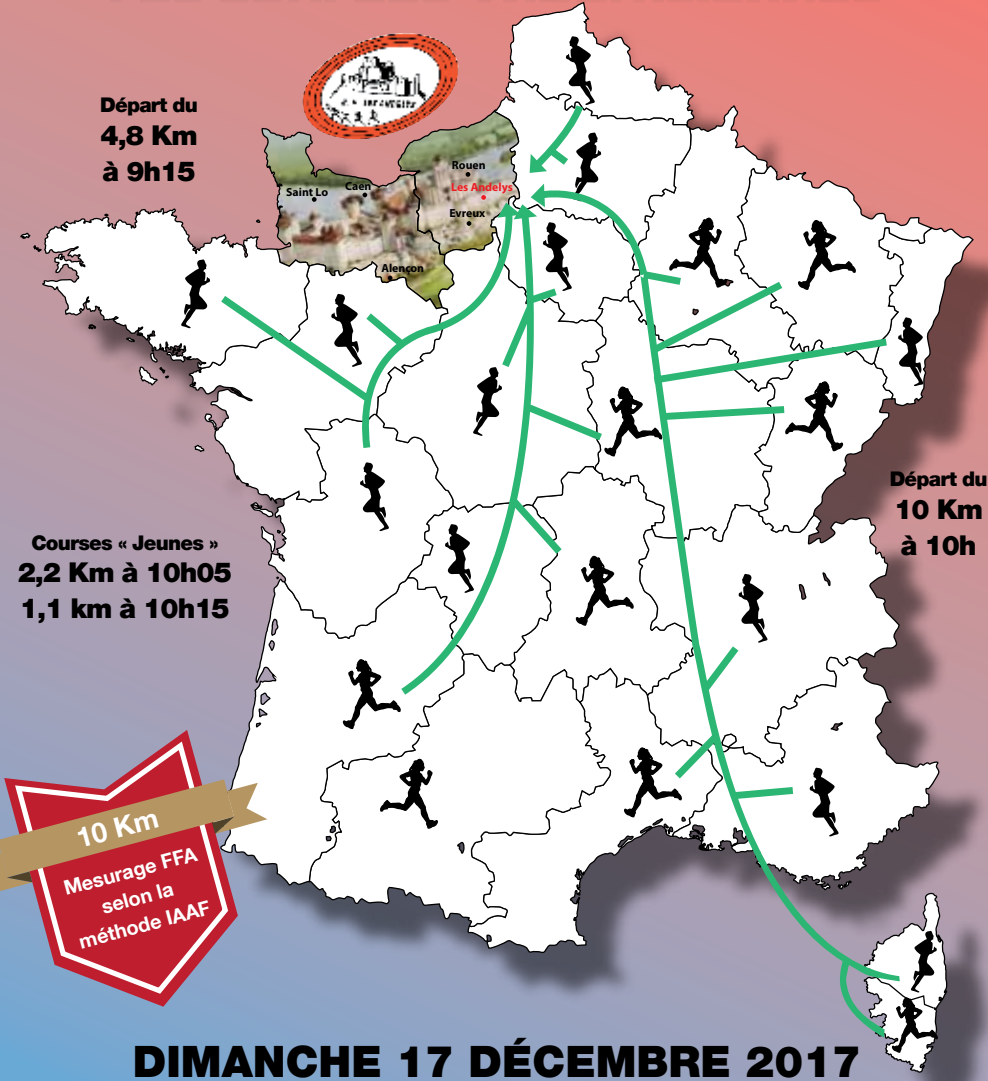 Départ du
4,8 Km
à 9h15
Rouen
Les Andelys
Saint Lo
Caen
Evreux
Alençon
Départ du
10 Km
à 10h
Courses « Jeunes »
2,2 Km à 10h05
1,1 km à 10h15
10 Km
Mesurage FFA
selon la
méthode IAAF
DIMANCHE 17 DÉCEMBRE 2017